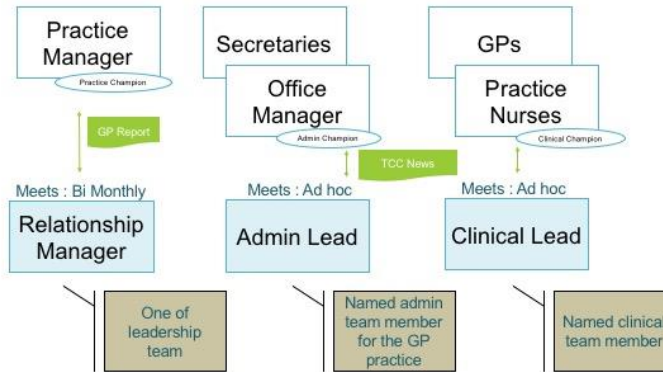 Practice
Manager
Practice Champion
Secretaries
Office
Manager
Admin Champion
GPs
Practice
Nurses
Clinical Champion
GP Report
TCC News
Meets : Bi Monthly
Meets : Ad hoc
Meets : Ad hoc
Relationship
Manager
Admin Lead
Clinical Lead
One of
leadership
team
Named admin
team member
for the GP
practice
Named clinical
team member